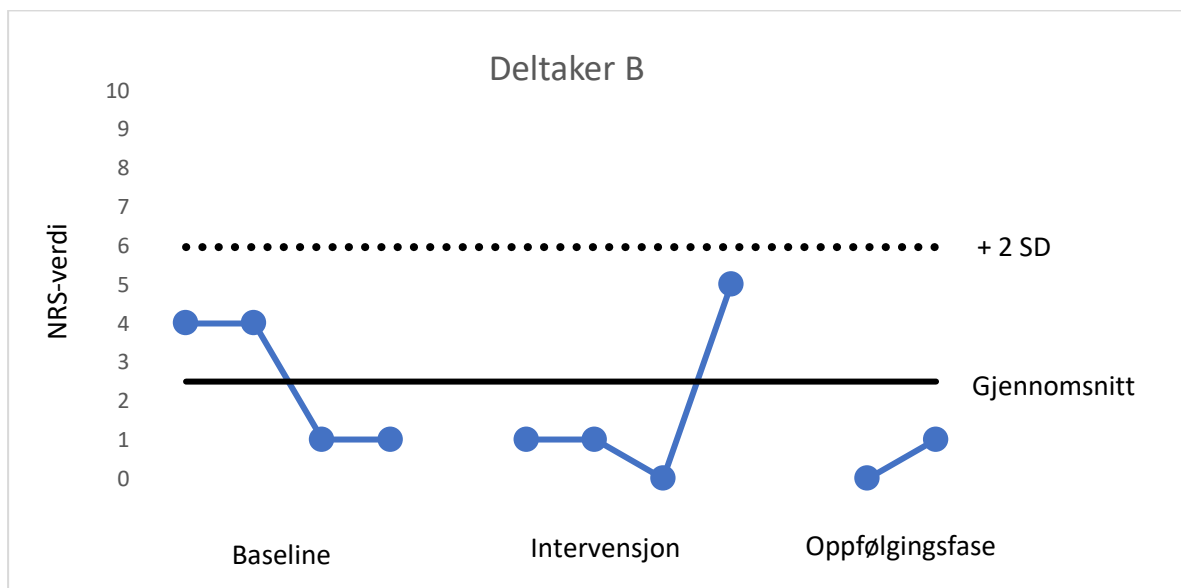 Deltaker B
10
9
8
7
6
5
4
3
2
1
0
NRS-verdi
+ 2 SD
Gjennomsnitt
Baseline
Intervensjon
Oppfølgingsfase